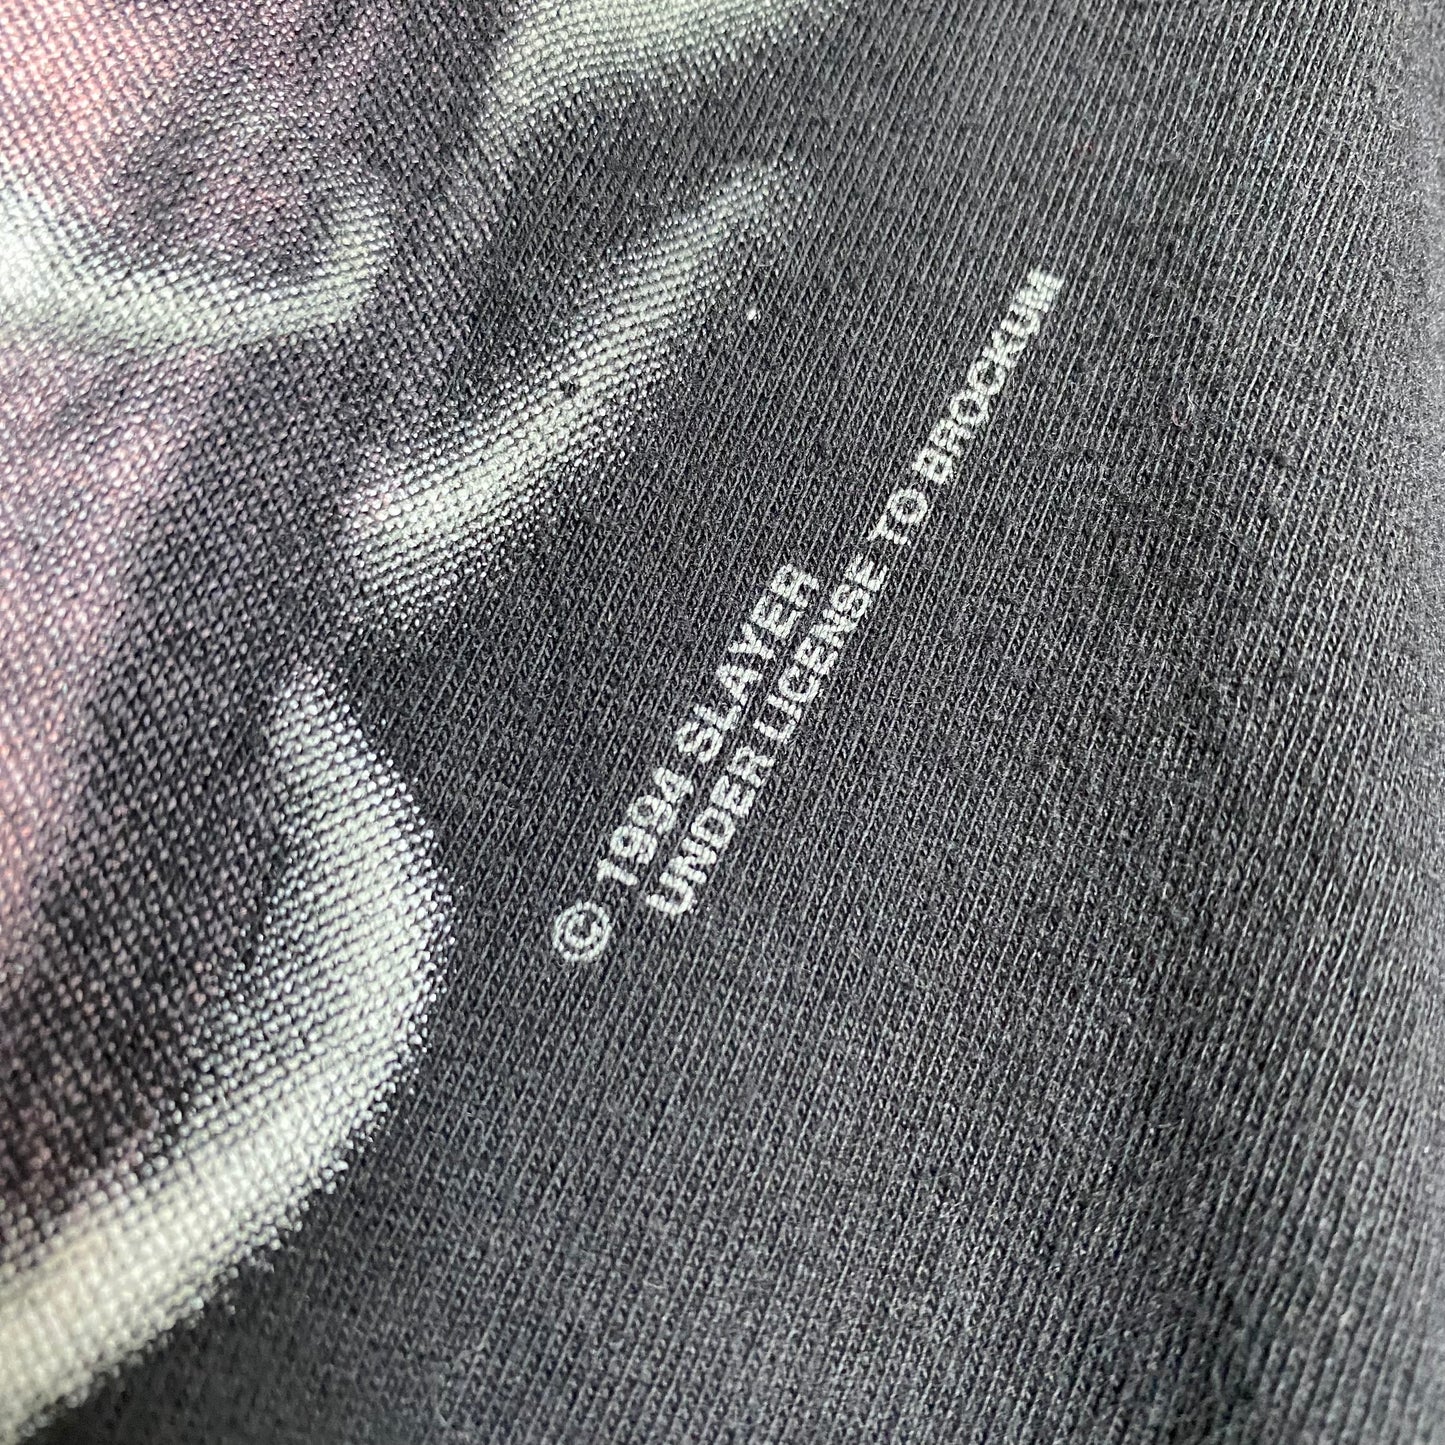 © 1994 SLAYER
UNDER LICENSE TO BROCKUM